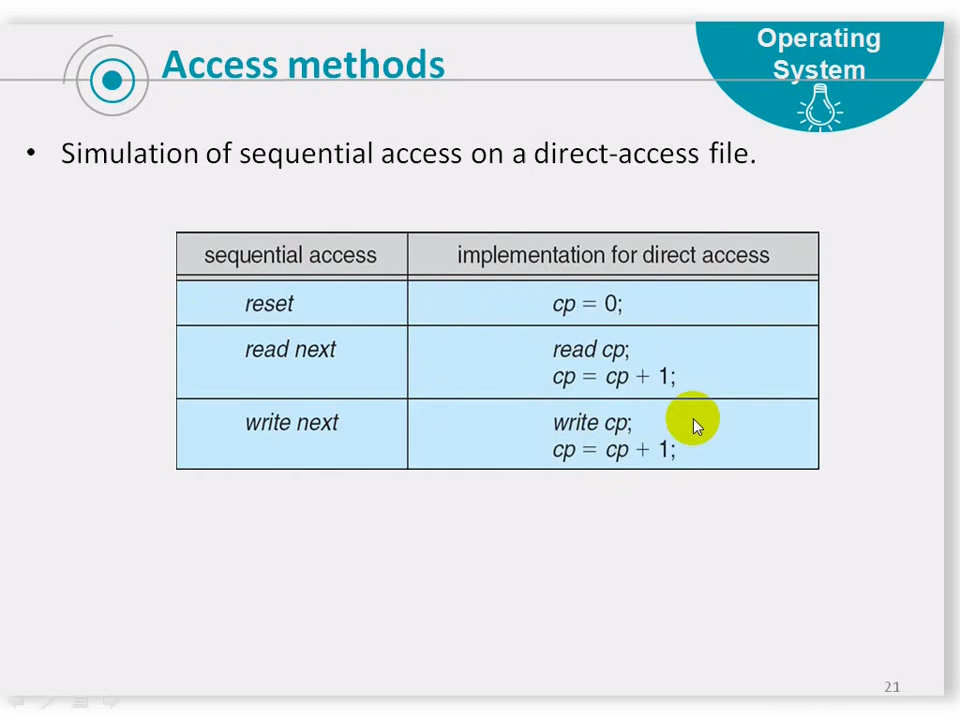 Access methods
Operating
System
• Simulation of sequential access on a direct-access file.
sequential access implementation for direct access
reset cp = 0;
read next read cp;
cp = cp + 1;
write next write cp;
cp = cp + 1;
21